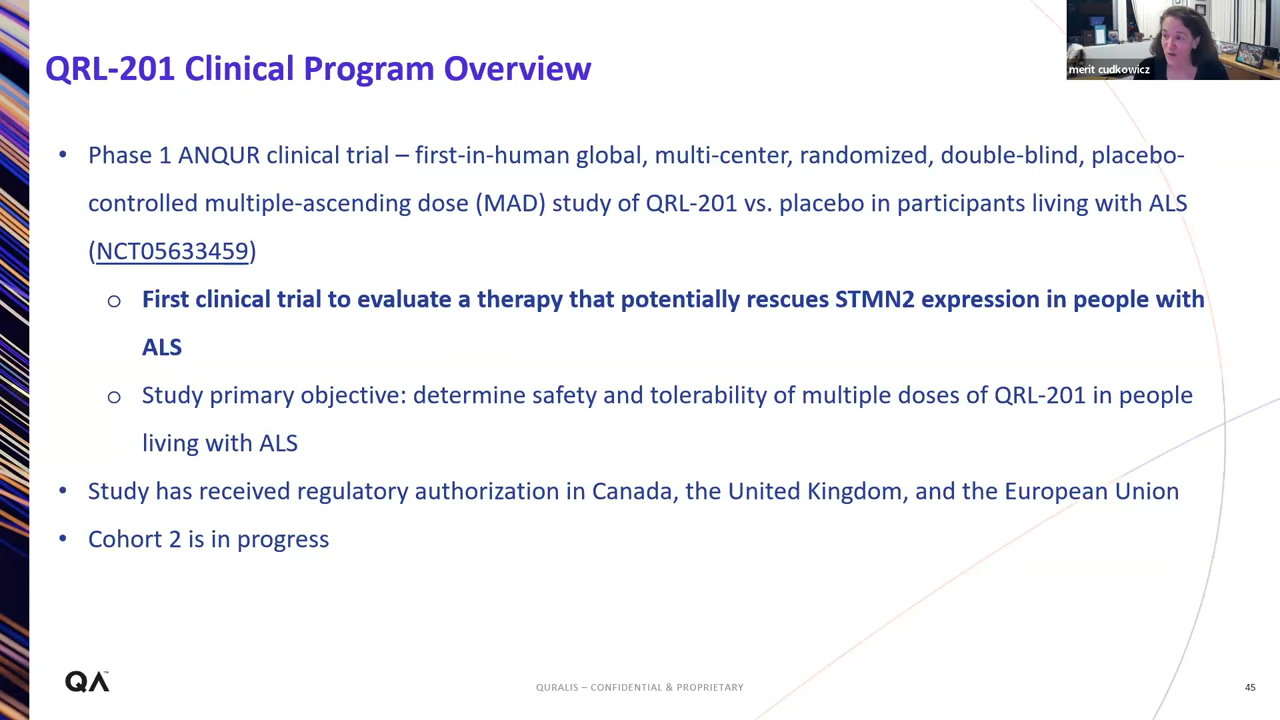 QRL-201 Clinical Program Overview
merit cudkowicz
• Phase 1 ANQUR clinical trial – first-in-human global, multi-center, randomized, double-blind, placebo-
controlled multiple-ascending dose (MAD) study of QRL-201 vs. placebo in participants living with ALS
(NCT05633459)
o First clinical trial to evaluate a therapy that potentially rescues STMN2 expression in people with
ALS
o Study primary objective: determine safety and tolerability of multiple doses of QRL-201 in people
living with ALS
• Study has received regulatory authorization in Canada, the United Kingdom, and the European Union
• Cohort 2 is in progress
QA™
QURALIS – CONFIDENTIAL & PROPRIETARY
45